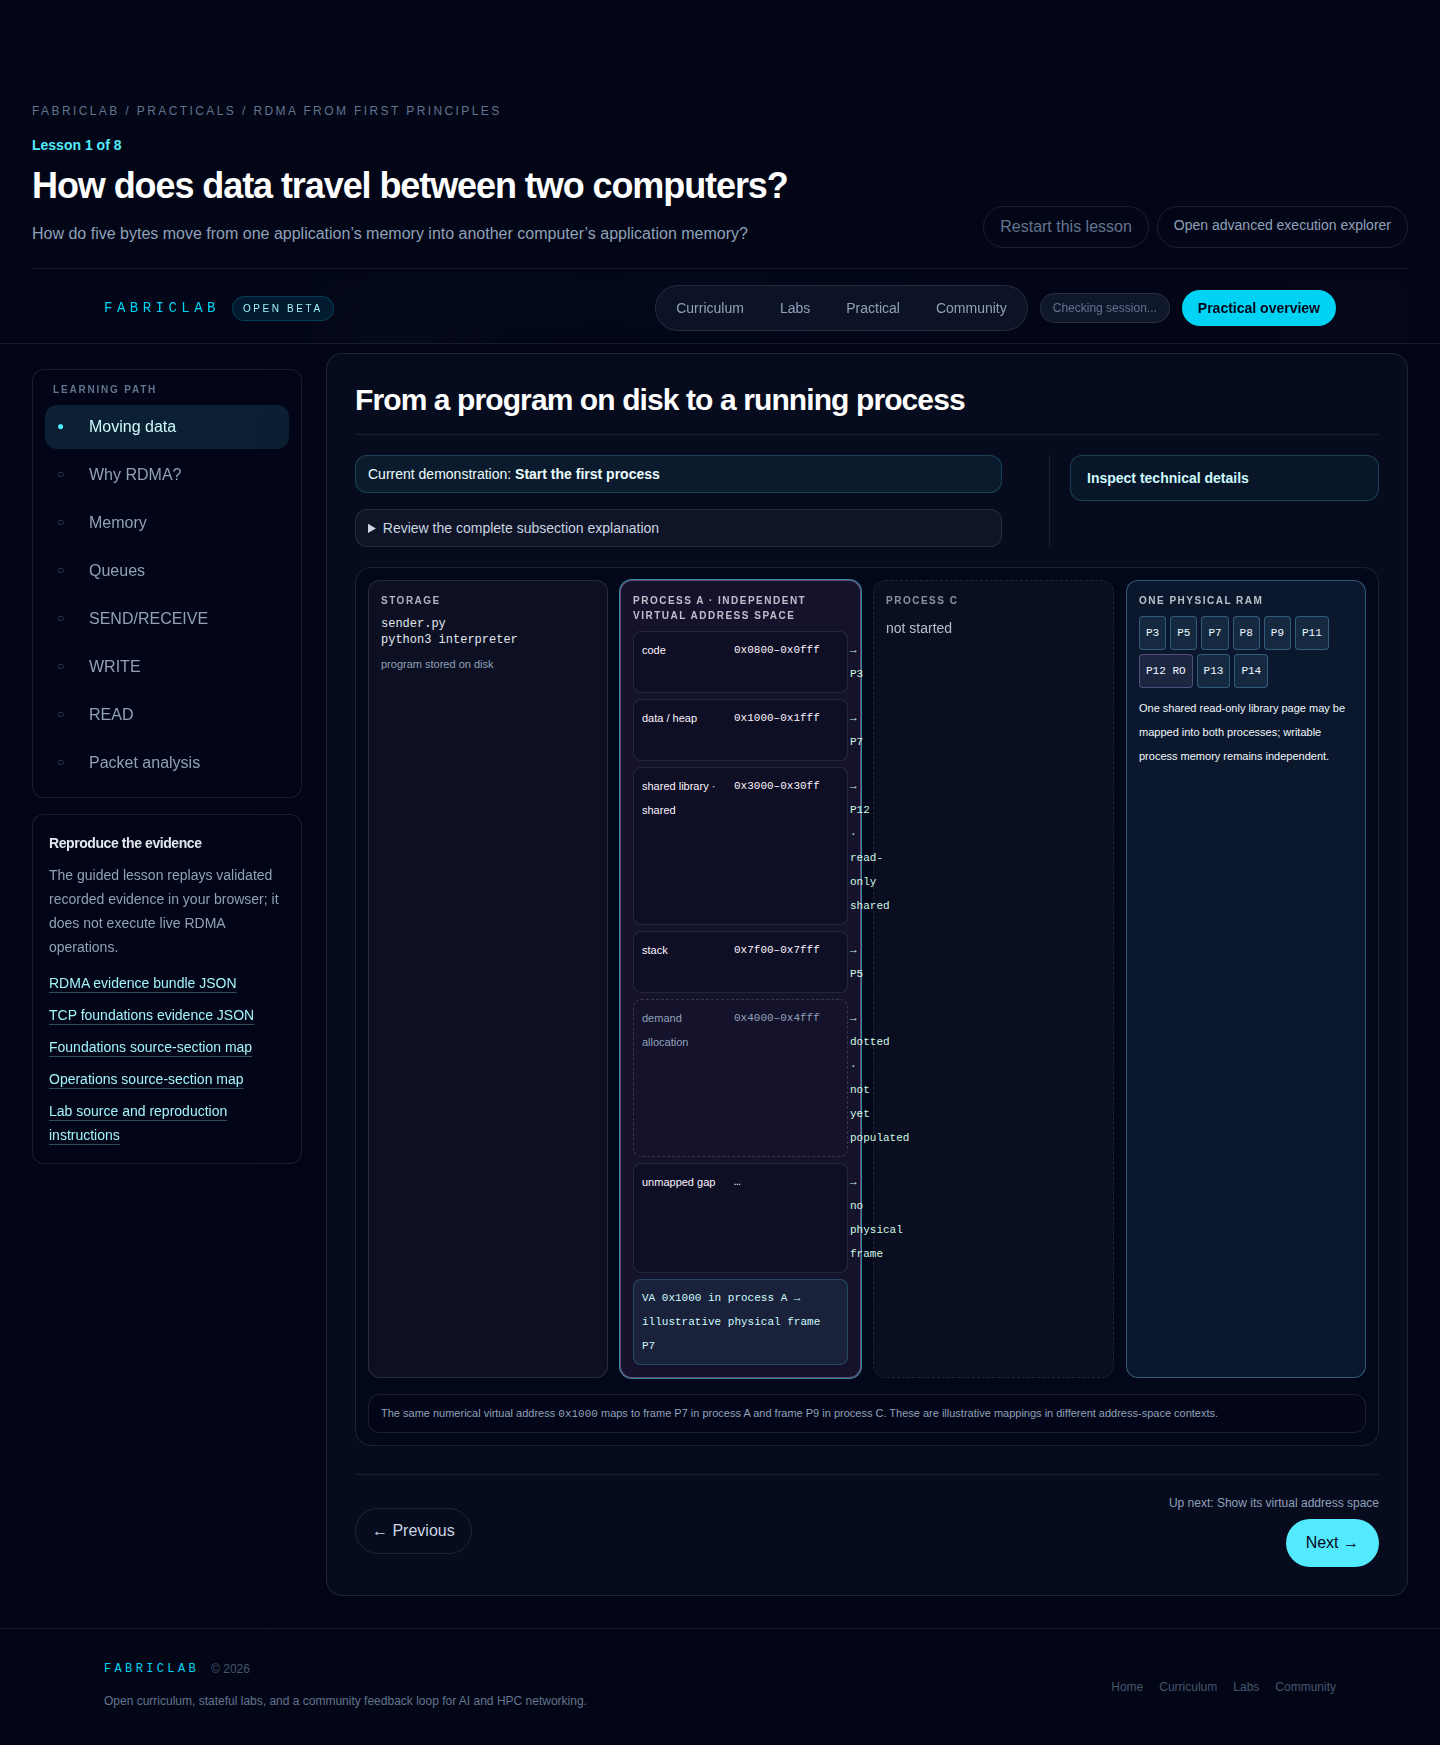 FABRICLAB / PRACTICALS / RDMA FROM FIRST PRINCIPLES
Lesson 1 of 8
How does data travel between two computers?
How do five bytes move from one application’s memory into another computer’s application memory?
Restart this lesson
Open advanced execution explorer
FABRICLAB
OPEN BETA
Curriculum
Labs
Practical
Community
Checking session...
Practical overview
LEARNING PATH
● Moving data
○ Why RDMA?
○ Memory
○ Queues
○ SEND/RECEIVE
○ WRITE
○ READ
○ Packet analysis
Reproduce the evidence
The guided lesson replays validated
recorded evidence in your browser; it
does not execute live RDMA
operations.
RDMA evidence bundle JSON
TCP foundations evidence JSON
Foundations source-section map
Operations source-section map
Lab source and reproduction
instructions
From a program on disk to a running process
Current demonstration: Start the first process
▶ Review the complete subsection explanation
Inspect technical details
STORAGE
sender.py
python3 interpreter
program stored on disk
PROCESS A · INDEPENDENT
VIRTUAL ADDRESS SPACE
code 0x0800–0x0fff →
P3
data / heap 0x1000–0x1fff →
P7
shared library · 0x3000–0x30ff →
shared P12
·
read-
only
shared
stack 0x7f00–0x7fff →
P5
demand 0x4000–0x4fff →
allocation dotted
·
not
yet
populated
unmapped gap … →
no
physical
frame
VA 0x1000 in process A →
illustrative physical frame
P7
PROCESS C
not started
ONE PHYSICAL RAM
P3 P5 P7 P8 P9 P11
P12 RO P13 P14
One shared read-only library page may be
mapped into both processes; writable
process memory remains independent.
The same numerical virtual address 0x1000 maps to frame P7 in process A and frame P9 in process C. These are illustrative mappings in different address-space contexts.
← Previous
Up next: Show its virtual address space
Next →
FABRICLAB © 2026
Open curriculum, stateful labs, and a community feedback loop for AI and HPC networking.
Home
Curriculum
Labs
Community